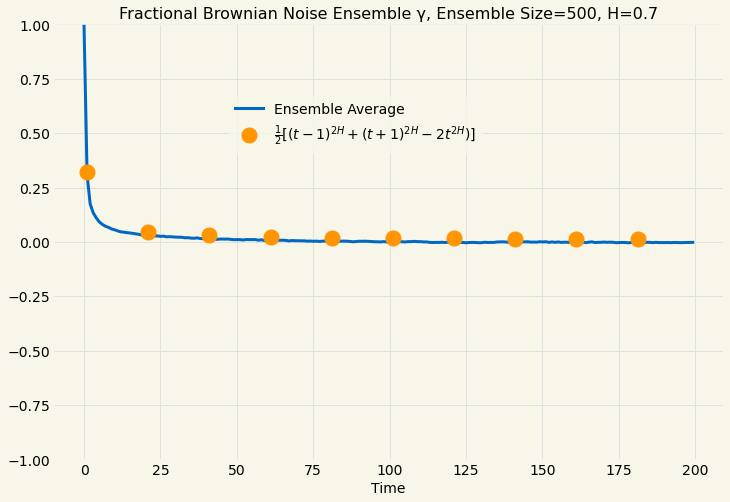 Fractional Brownian Noise Ensemble γ, Ensemble Size=500, H=0.7
1.00
0.75
0.50
0.25
0.00
−0.25
−0.50
−0.75
−1.00
Ensemble Average
½[(t − 1)²ᴴ + (t + 1)²ᴴ − 2t²ᴴ)]
0 25 50 75 100 125 150 175 200
Time